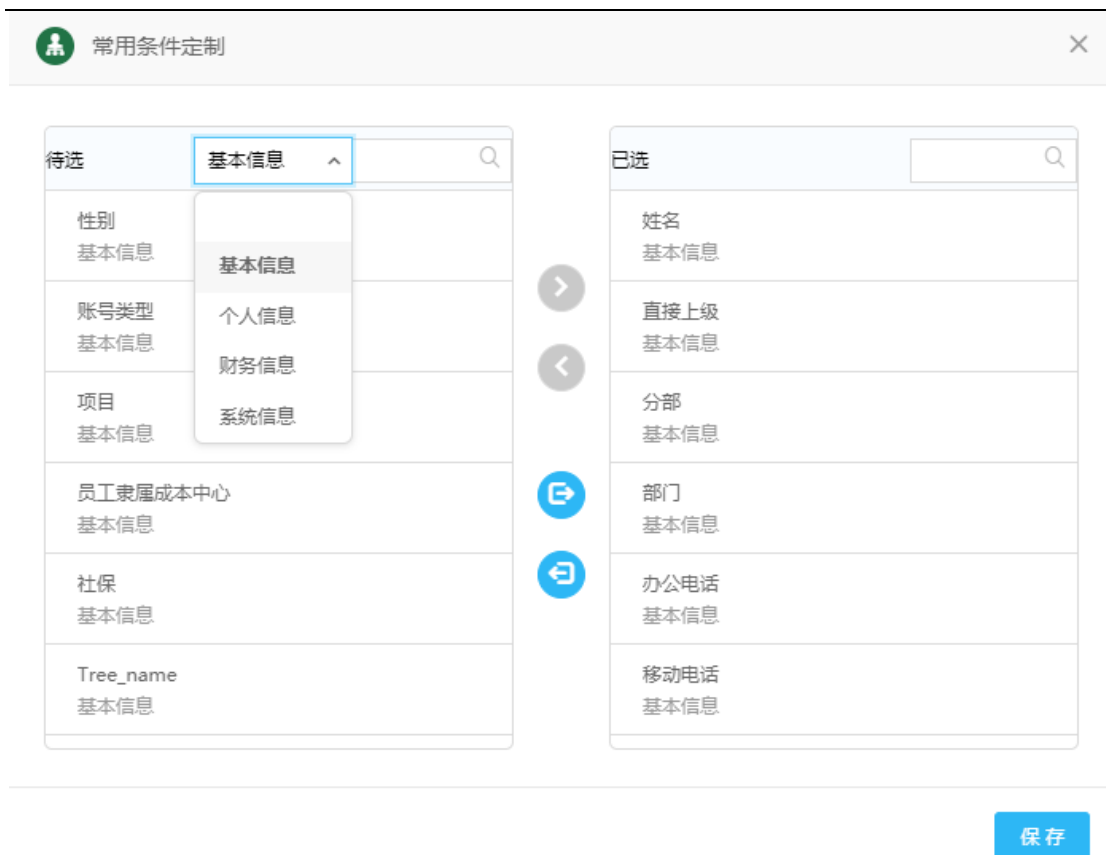 常用条件定制
待选
基本信息
基本信息
个人信息
财务信息
系统信息
性别
基本信息
账号类型
基本信息
项目
基本信息
员工隶属成本中心
基本信息
社保
基本信息
Tree_name
基本信息
已选
姓名
基本信息
直接上级
基本信息
分部
基本信息
部门
基本信息
办公电话
基本信息
移动电话
基本信息
保存